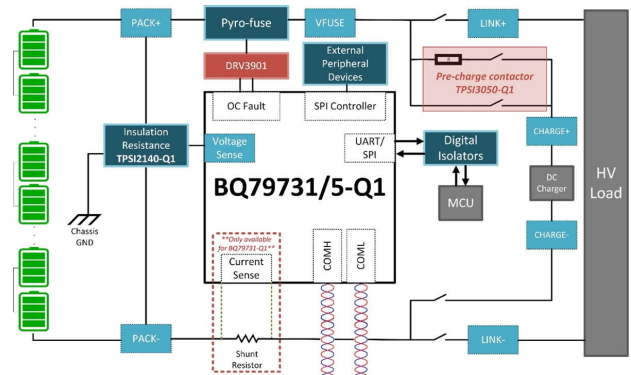 PACK+
Pyro-fuse
VFUSE
LINK+
DRV3901
External
Peripheral
Devices
Pre-charge contactor
TPSI3050-Q1
OC Fault
SPI Controller
Insulation
Resistance
TPSI2140-Q1
Voltage
Sense
UART/
SPI
Digital
Isolators
CHARGE+
BQ79731/5-Q1
MCU
DC
Charger
HV
Load
Chassis
GND
**Only available
for BQ79731-Q1**
Current
Sense
COMH
COML
CHARGE-
PACK-
Shunt
Resistor
LINK-